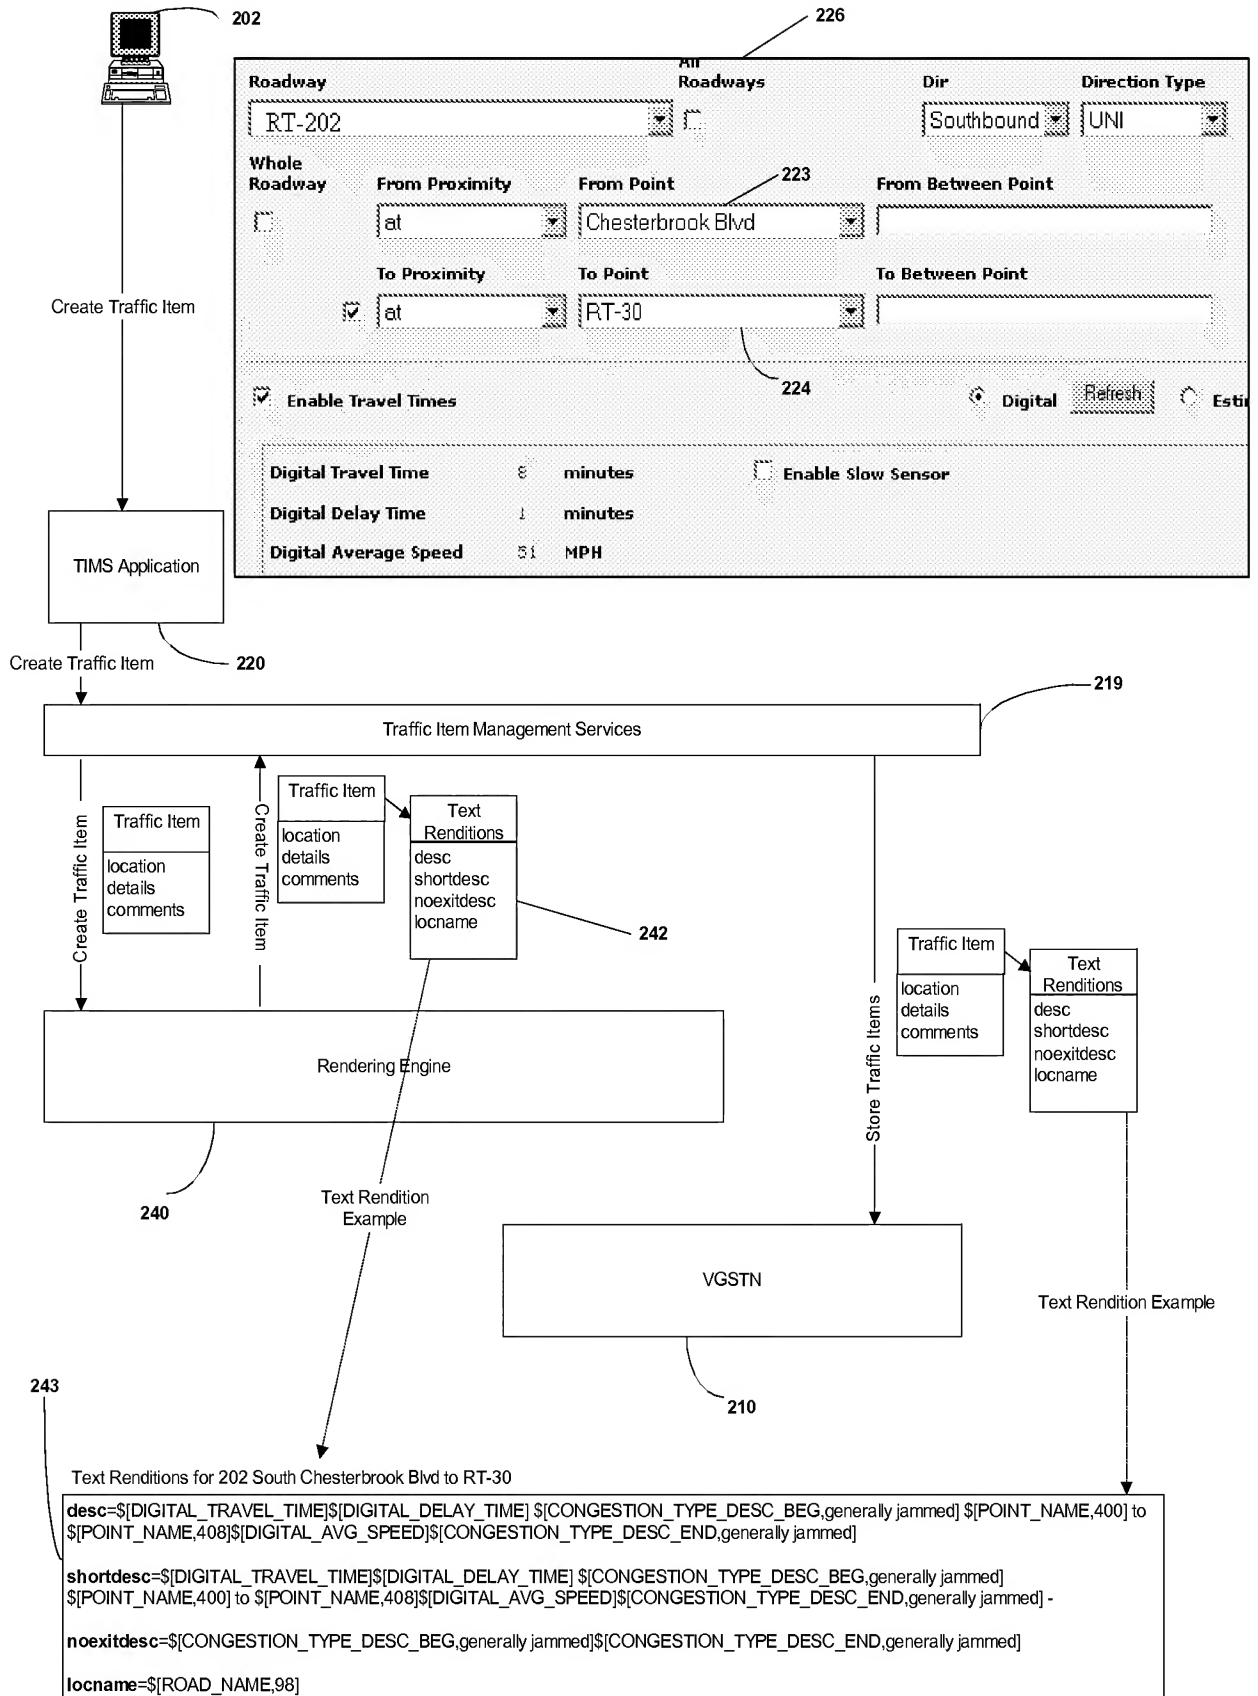 202
226
All
Roadway Roadways Dir Direction Type
RT-202 Southbound UNI
Whole
Roadway From Proximity From Point 223 From Between Point
at Chesterbrook Blvd
To Proximity To Point To Between Point
at RT-30
Create Traffic Item
224
Enable Travel Times Digital Refresh Esti
Digital Travel Time 8 minutes Enable Slow Sensor
Digital Delay Time 1 minutes
Digital Average Speed 51 MPH
TIMS Application
Create Traffic Item 220
219
Traffic Item Management Services
Create Traffic Item
Traffic Item
location
details
comments
Create Traffic Item
Traffic Item
location
details
comments
Text
Renditions
desc
shortdesc
noexitdesc
locname
242
Store Traffic Items
Traffic Item
location
details
comments
Text
Renditions
desc
shortdesc
noexitdesc
locname
Rendering Engine
240
Text Rendition
Example
VGSTN
Text Rendition Example
210
243
Text Renditions for 202 South Chesterbrook Blvd to RT-30
desc=$[DIGITAL_TRAVEL_TIME]$[DIGITAL_DELAY_TIME] $[CONGESTION_TYPE_DESC_BEG,generally jammed] $[POINT_NAME,400] to
$[POINT_NAME,408]$[DIGITAL_AVG_SPEED]$[CONGESTION_TYPE_DESC_END,generally jammed]
shortdesc=$[DIGITAL_TRAVEL_TIME]$[DIGITAL_DELAY_TIME] $[CONGESTION_TYPE_DESC_BEG,generally jammed]
$[POINT_NAME,400] to $[POINT_NAME,408]$[DIGITAL_AVG_SPEED]$[CONGESTION_TYPE_DESC_END,generally jammed] -
noexitdesc=$[CONGESTION_TYPE_DESC_BEG,generally jammed]$[CONGESTION_TYPE_DESC_END,generally jammed]
locname=$[ROAD_NAME,98]